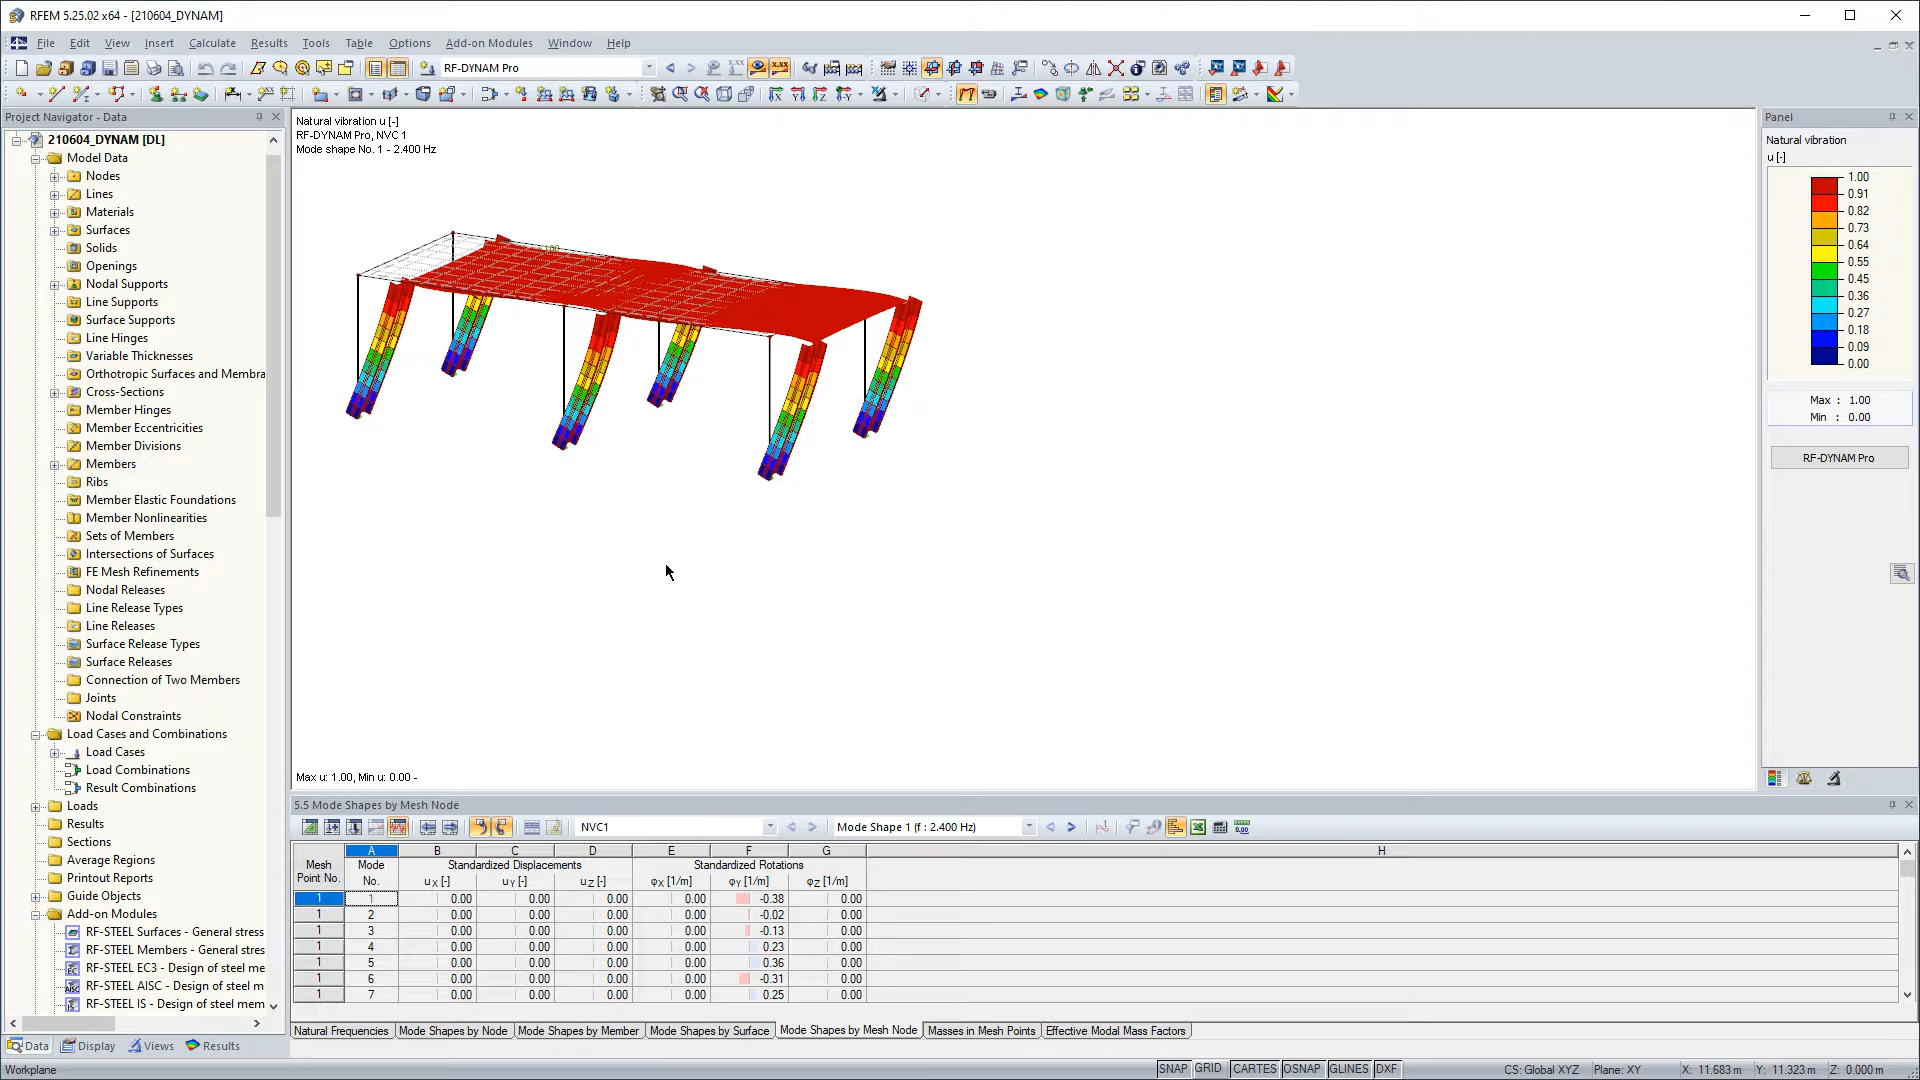 RFEM 5.25.02 x64 - [210604_DYNAM]
File Edit View Insert Calculate Results Tools Table Options Add-on Modules Window Help
RF-DYNAM Pro
Project Navigator - Data
210604_DYNAM [DL]
Model Data
Nodes
Lines
Materials
Surfaces
Solids
Openings
Nodal Supports
Line Supports
Surface Supports
Line Hinges
Variable Thicknesses
Orthotropic Surfaces and Membra
Cross-Sections
Member Hinges
Member Eccentricities
Member Divisions
Members
Ribs
Member Elastic Foundations
Member Nonlinearities
Sets of Members
Intersections of Surfaces
FE Mesh Refinements
Nodal Releases
Line Release Types
Line Releases
Surface Release Types
Surface Releases
Connection of Two Members
Joints
Nodal Constraints
Load Cases and Combinations
Load Cases
Load Combinations
Result Combinations
Loads
Results
Sections
Average Regions
Printout Reports
Guide Objects
Add-on Modules
RF-STEEL Surfaces - General stress
RF-STEEL Members - General stres
RF-STEEL EC3 - Design of steel me
RF-STEEL AISC - Design of steel m
RF-STEEL IS - Design of steel mem
Data Display Views Results
Natural vibration u [-]
RF-DYNAM Pro, NVC 1
Mode shape No. 1 - 2.400 Hz
1.00
Max u: 1.00, Min u: 0.00 -
Panel
Natural vibration
u [-]
1.00
0.91
0.82
0.73
0.64
0.55
0.45
0.36
0.27
0.18
0.09
0.00
Max : 1.00
Min : 0.00
RF-DYNAM Pro
5.5 Mode Shapes by Mesh Node
NVC1 Mode Shape 1 (f : 2.400 Hz)
A B C D E F G H
Mesh Mode Standardized Displacements Standardized Rotations
Point No. No. uX [-] uY [-] uZ [-] φX [1/m] φY [1/m] φZ [1/m]
1 1 0.00 0.00 0.00 0.00 -0.38 0.00
1 2 0.00 0.00 0.00 0.00 -0.02 0.00
1 3 0.00 0.00 0.00 0.00 -0.13 0.00
1 4 0.00 0.00 0.00 0.00 0.23 0.00
1 5 0.00 0.00 0.00 0.00 0.36 0.00
1 6 0.00 0.00 0.00 0.00 -0.31 0.00
1 7 0.00 0.00 0.00 0.00 0.25 0.00
Natural Frequencies Mode Shapes by Node Mode Shapes by Member Mode Shapes by Surface Mode Shapes by Mesh Node Masses in Mesh Points Effective Modal Mass Factors
Workplane SNAP GRID CARTES OSNAP GLINES DXF CS: Global XYZ Plane: XY X: 11.683 m Y: 11.323 m Z: 0.000 m